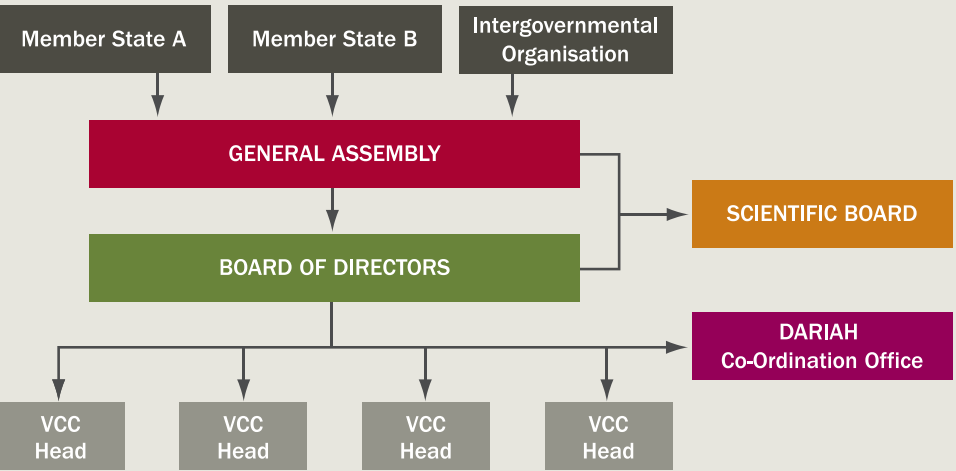 Member State A
Member State B
Intergovernmental
Organisation
GENERAL ASSEMBLY
SCIENTIFIC BOARD
BOARD OF DIRECTORS
DARIAH
Co-Ordination Office
VCC
Head
VCC
Head
VCC
Head
VCC
Head